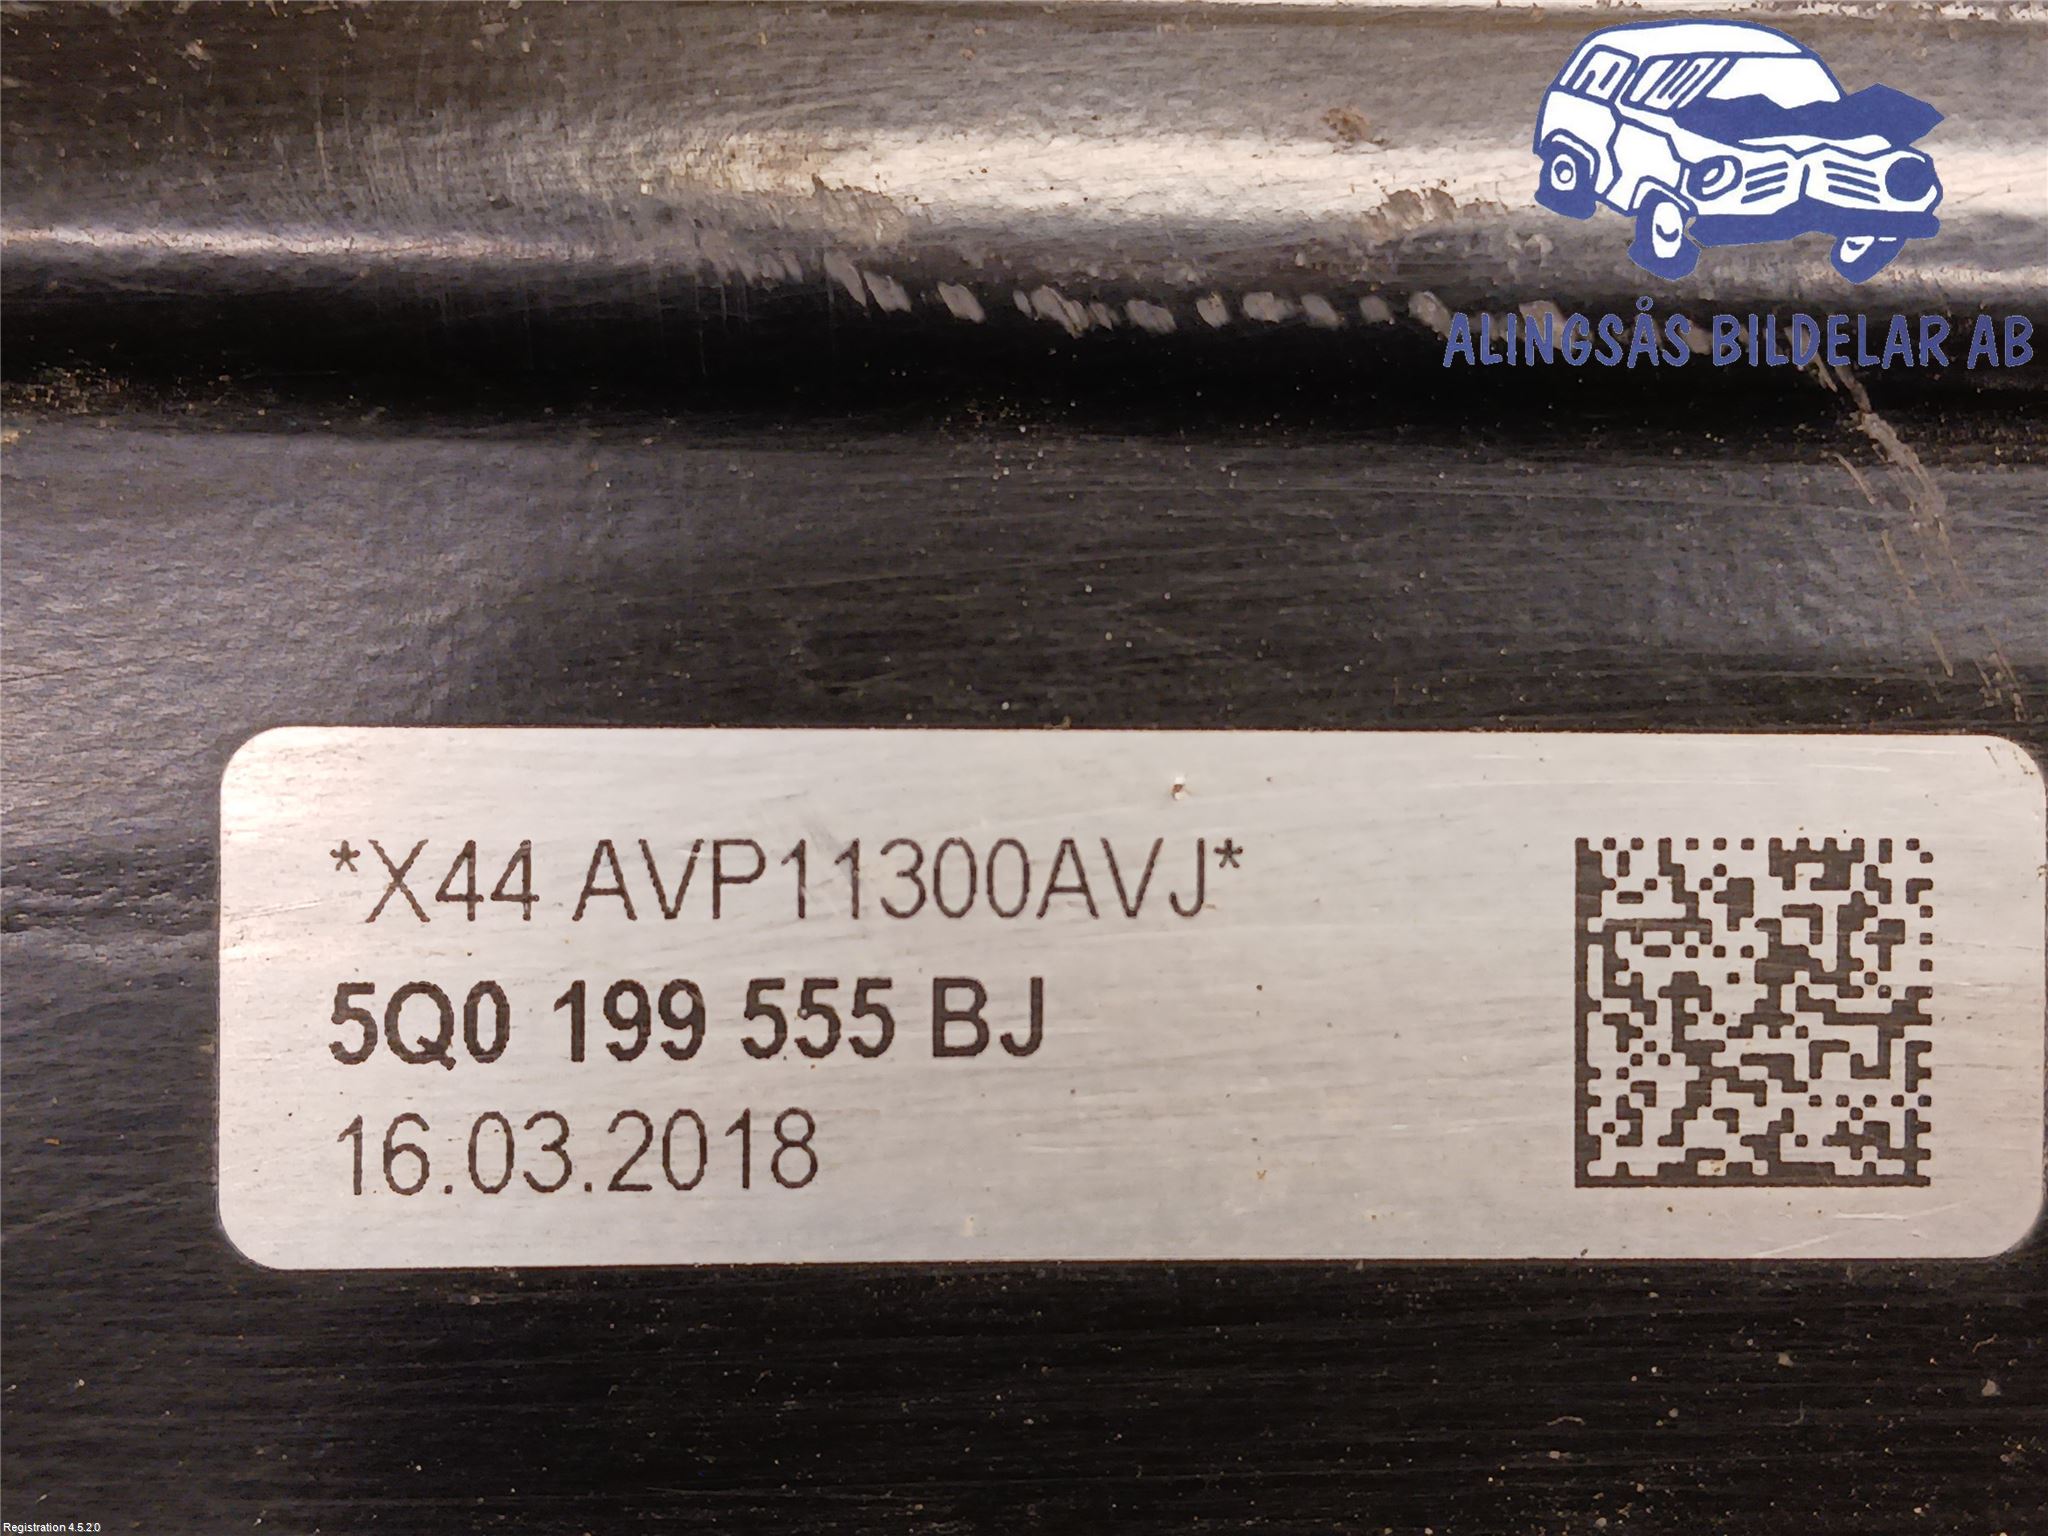 ALINGSÅS BILDELAR AB
*X44 AVP11300AVJ*
5Q0 199 555 BJ
16.03.2018
Registration 4.5.2.0